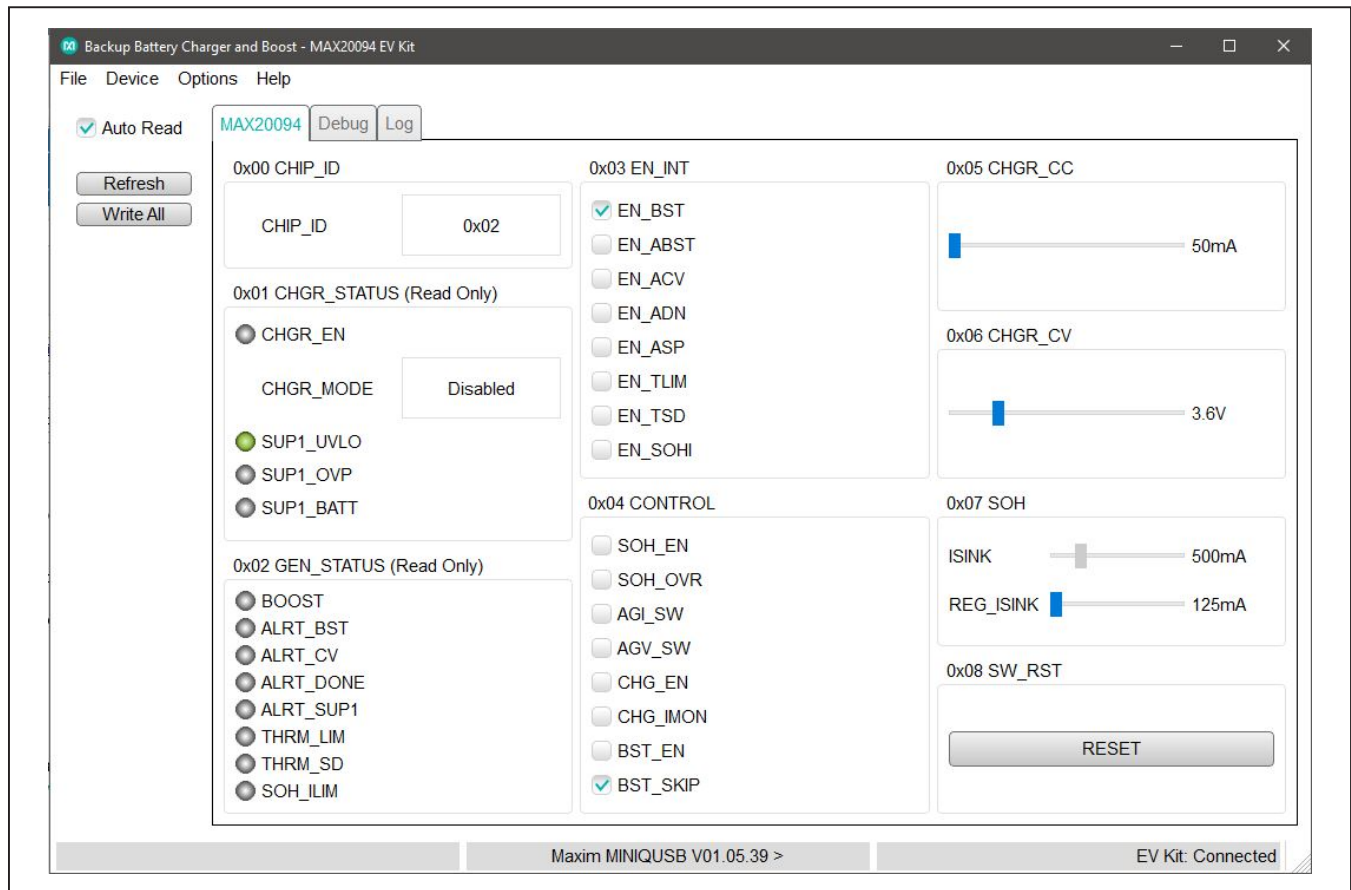 Backup Battery Charger and Boost - MAX20094 EV Kit
File Device Options Help
Auto Read
Refresh
Write All
MAX20094 Debug Log
0x00 CHIP_ID
CHIP_ID 0x02
0x01 CHGR_STATUS (Read Only)
CHGR_EN
CHGR_MODE Disabled
SUP1_UVLO
SUP1_OVP
SUP1_BATT
0x02 GEN_STATUS (Read Only)
BOOST
ALRT_BST
ALRT_CV
ALRT_DONE
ALRT_SUP1
THRM_LIM
THRM_SD
SOH_ILIM
0x03 EN_INT
EN_BST
EN_ABST
EN_ACV
EN_ADN
EN_ASP
EN_TLIM
EN_TSD
EN_SOHI
0x04 CONTROL
SOH_EN
SOH_OVR
AGI_SW
AGV_SW
CHG_EN
CHG_IMON
BST_EN
BST_SKIP
0x05 CHGR_CC
50mA
0x06 CHGR_CV
3.6V
0x07 SOH
ISINK 500mA
REG_ISINK 125mA
0x08 SW_RST
RESET
Maxim MINIQUSB V01.05.39 >
EV Kit: Connected